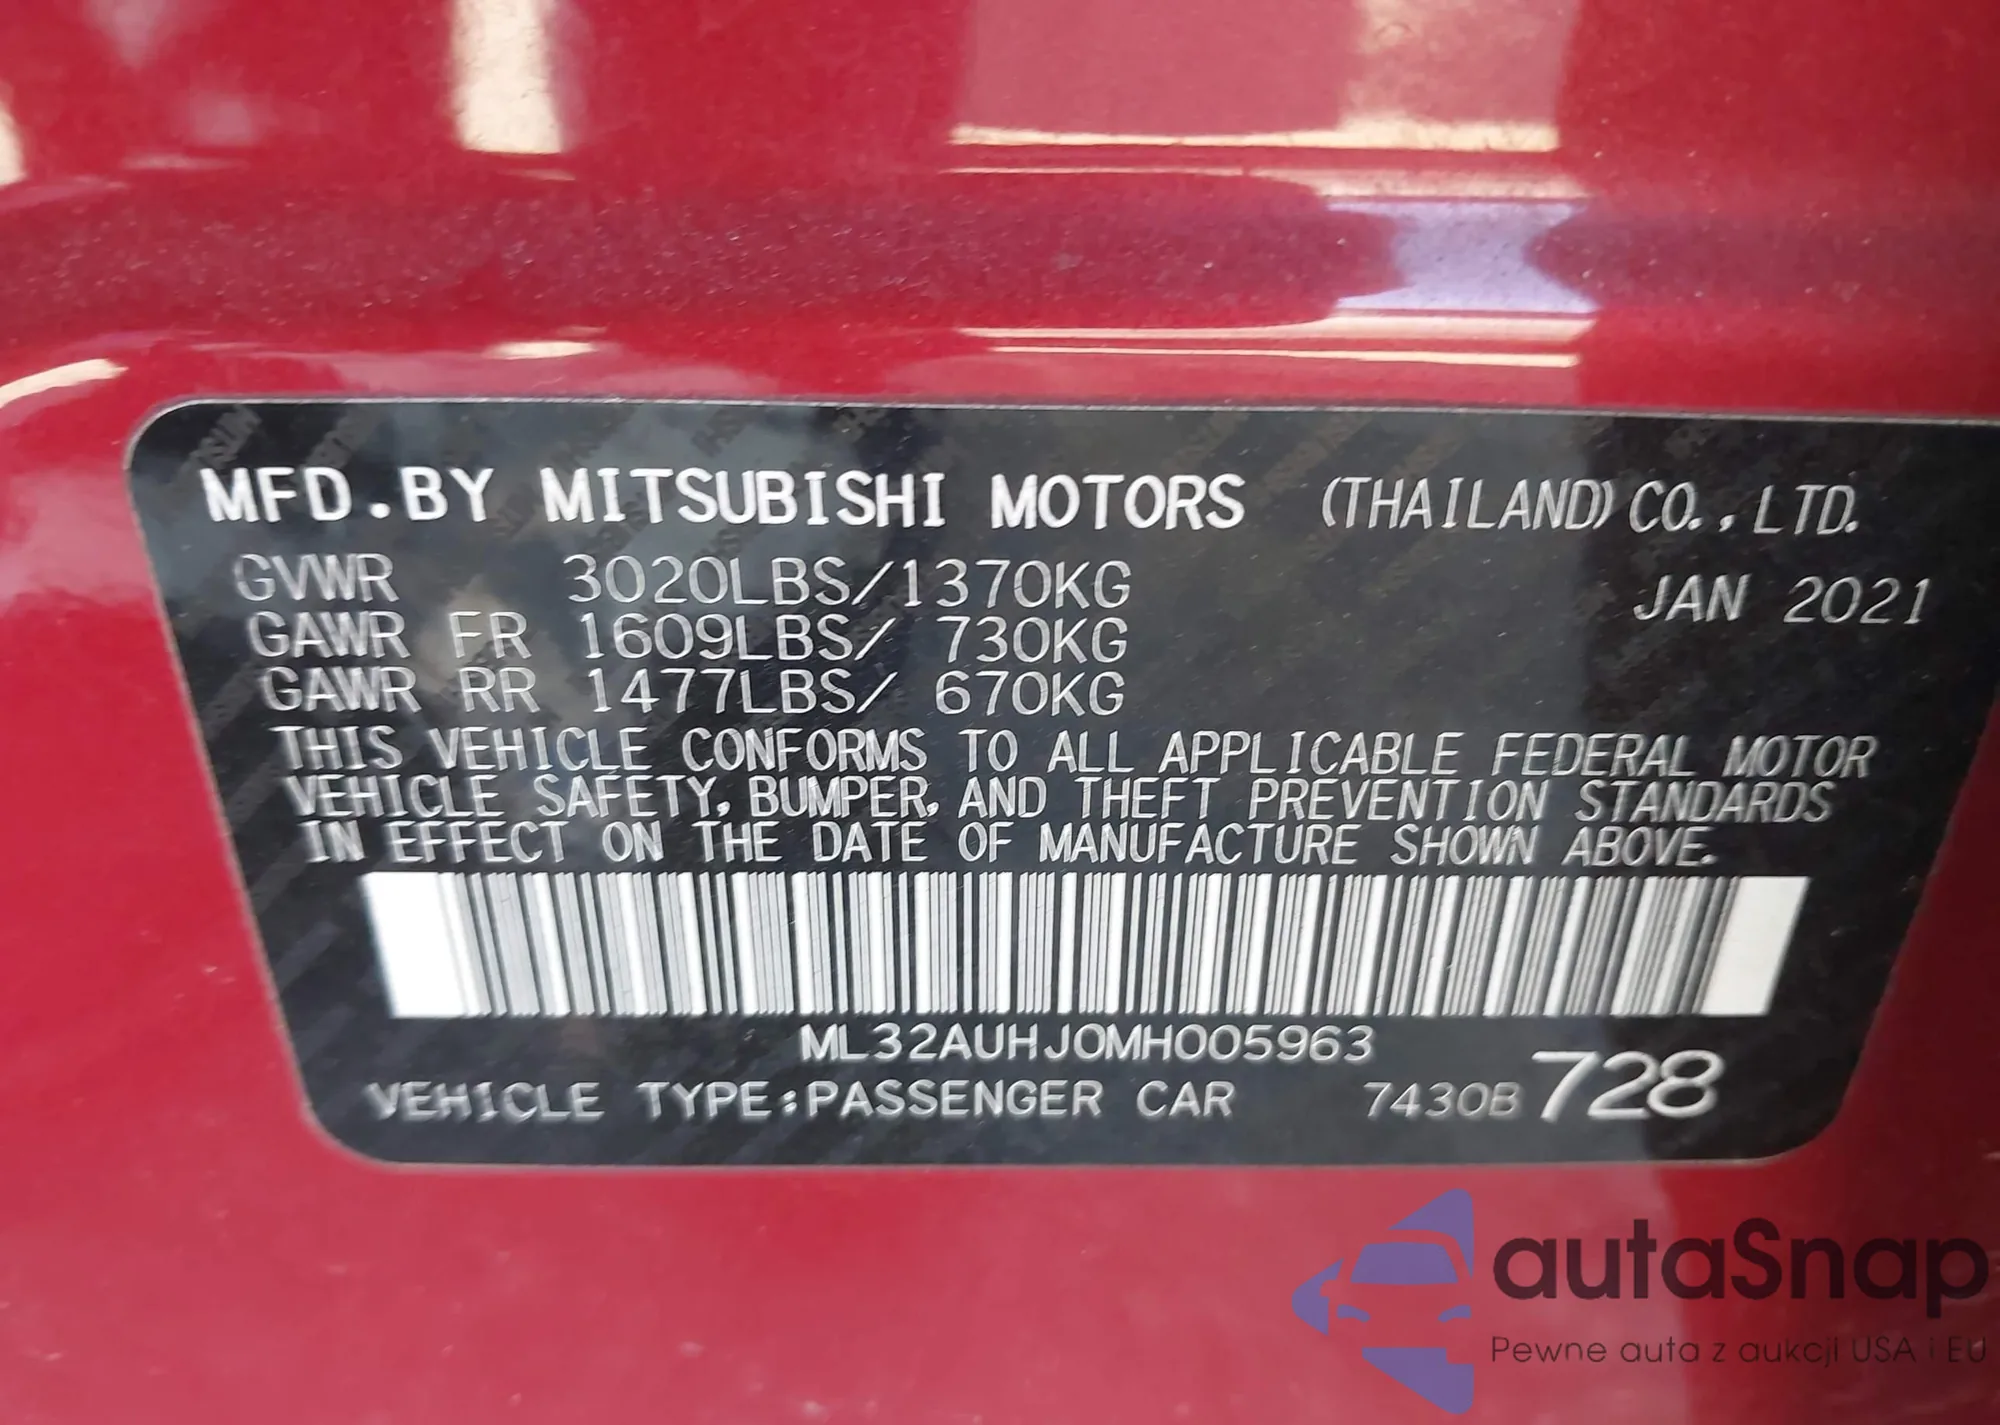 MFD.BY MITSUBISHI MOTORS (THAILAND) CO.,LTD.
GVWR 3020LBS/1370KG JAN 2021
GAWR FR 1609LBS/ 730KG
GAWR RR 1477LBS/ 670KG
THIS VEHICLE CONFORMS TO ALL APPLICABLE FEDERAL MOTOR
VEHICLE SAFETY, BUMPER, AND THEFT PREVENTION STANDARDS
IN EFFECT ON THE DATE OF MANUFACTURE SHOWN ABOVE.
ML32AUHJ0MH005963
VEHICLE TYPE:PASSENGER CAR 7430B 728
autaSnap
Pewne auta z aukcji USA i EU